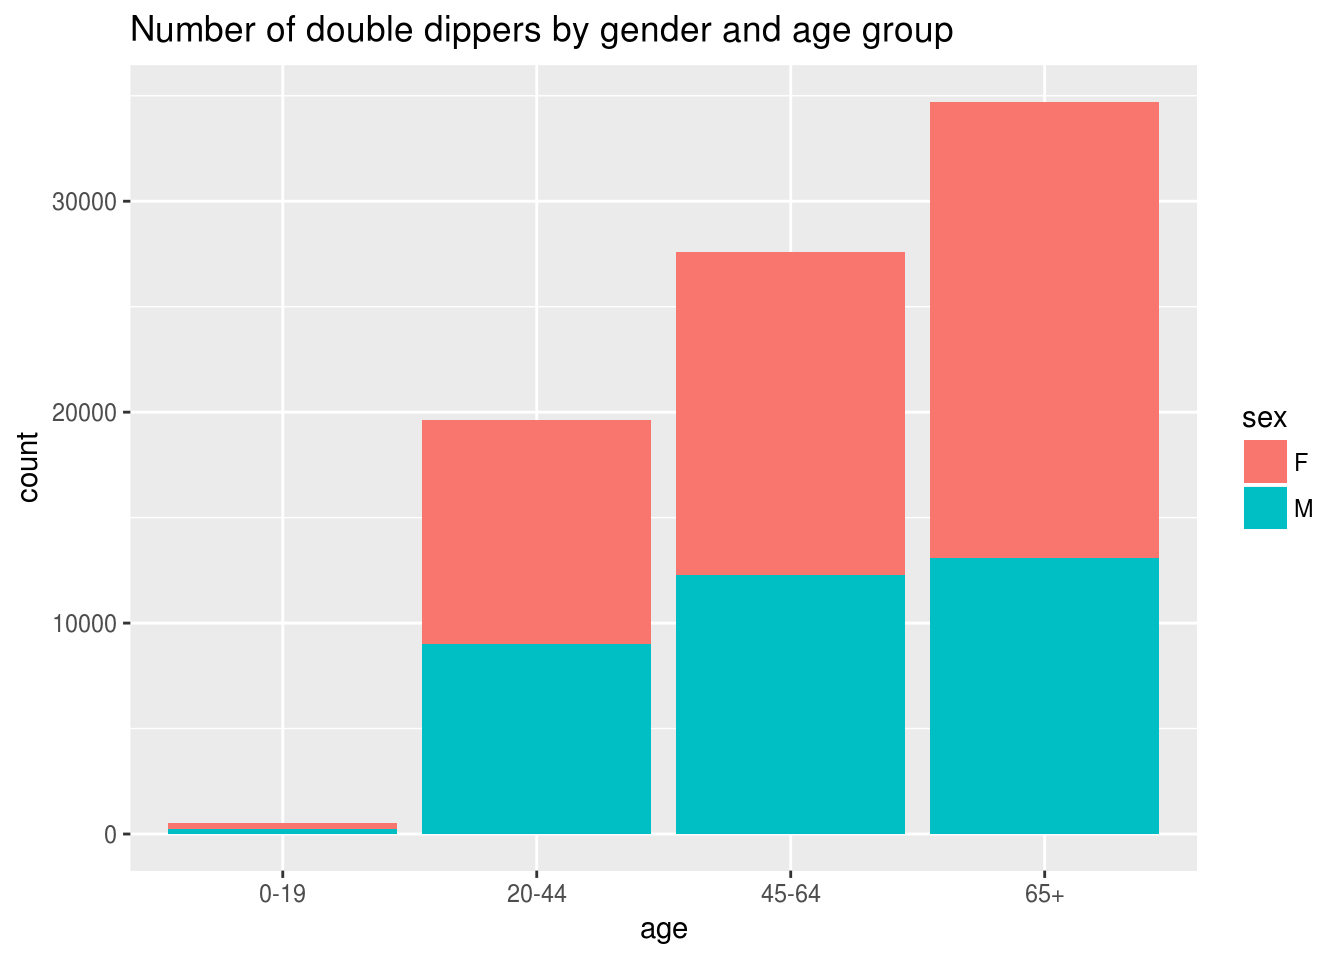 Number of double dippers by gender and age group
30000
20000
10000
0
count
0-19
20-44
45-64
65+
age
sex
F
M